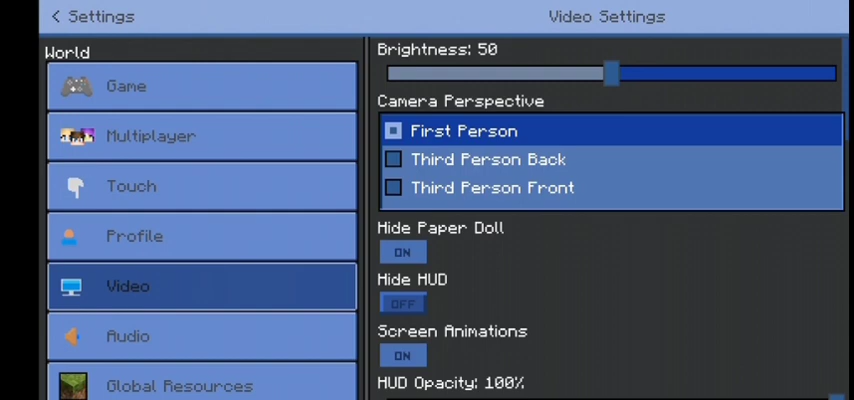 < Settings
Video Settings
World
Game
Multiplayer
Touch
Profile
Video
Audio
Global Resources
Brightness: 50
Camera Perspective
First Person
Third Person Back
Third Person Front
Hide Paper Doll
ON
Hide HUD
OFF
Screen Animations
ON
HUD Opacity: 100%